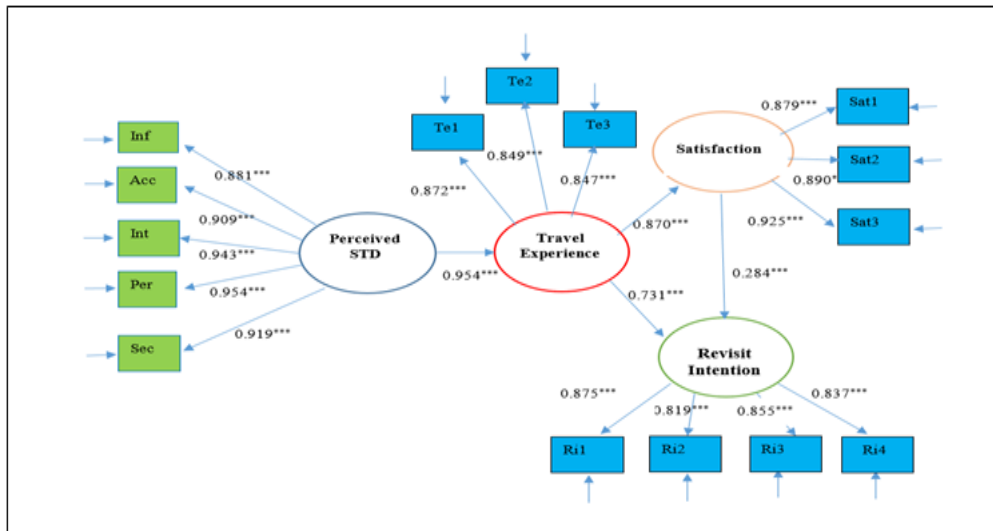 Te2
Te1
Te3
Inf
Acc
Int
Per
Sec
0.881***
0.909***
0.943***
0.954***
0.919***
Perceived
STD
0.954***
0.872***
0.849***
0.847***
Travel
Experience
0.870***
0.731***
Satisfaction
0.879***
0.890*
0.925***
Sat1
Sat2
Sat3
0.284***
Revisit
Intention
0.875***
0.819***
0.855***
0.837***
Ri1
Ri2
Ri3
Ri4